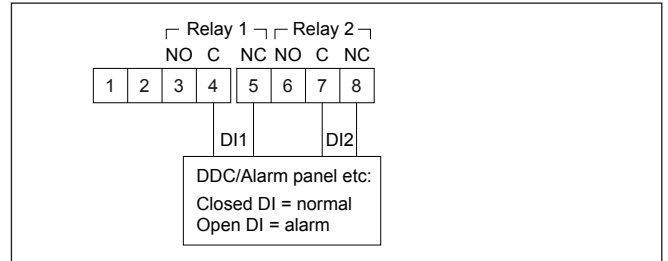 Relay 1 Relay 2
NO C NC NO C NC
1 2 3 4 5 6 7 8
DI1 DI2
DDC/Alarm panel etc:
Closed DI = normal
Open DI = alarm